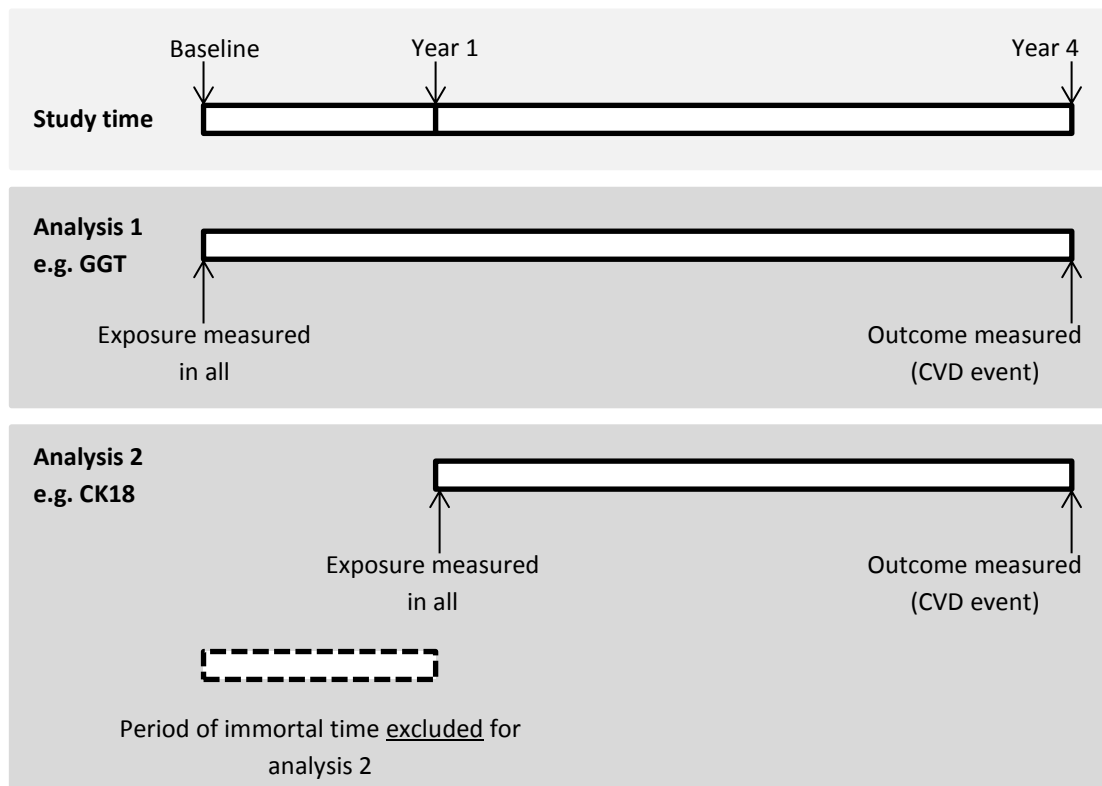 Baseline
Year 1
Year 4
Study time
Analysis 1
e.g. GGT
Exposure measured
in all
Outcome measured
(CVD event)
Analysis 2
e.g. CK18
Exposure measured
in all
Outcome measured
(CVD event)
Period of immortal time excluded for
analysis 2